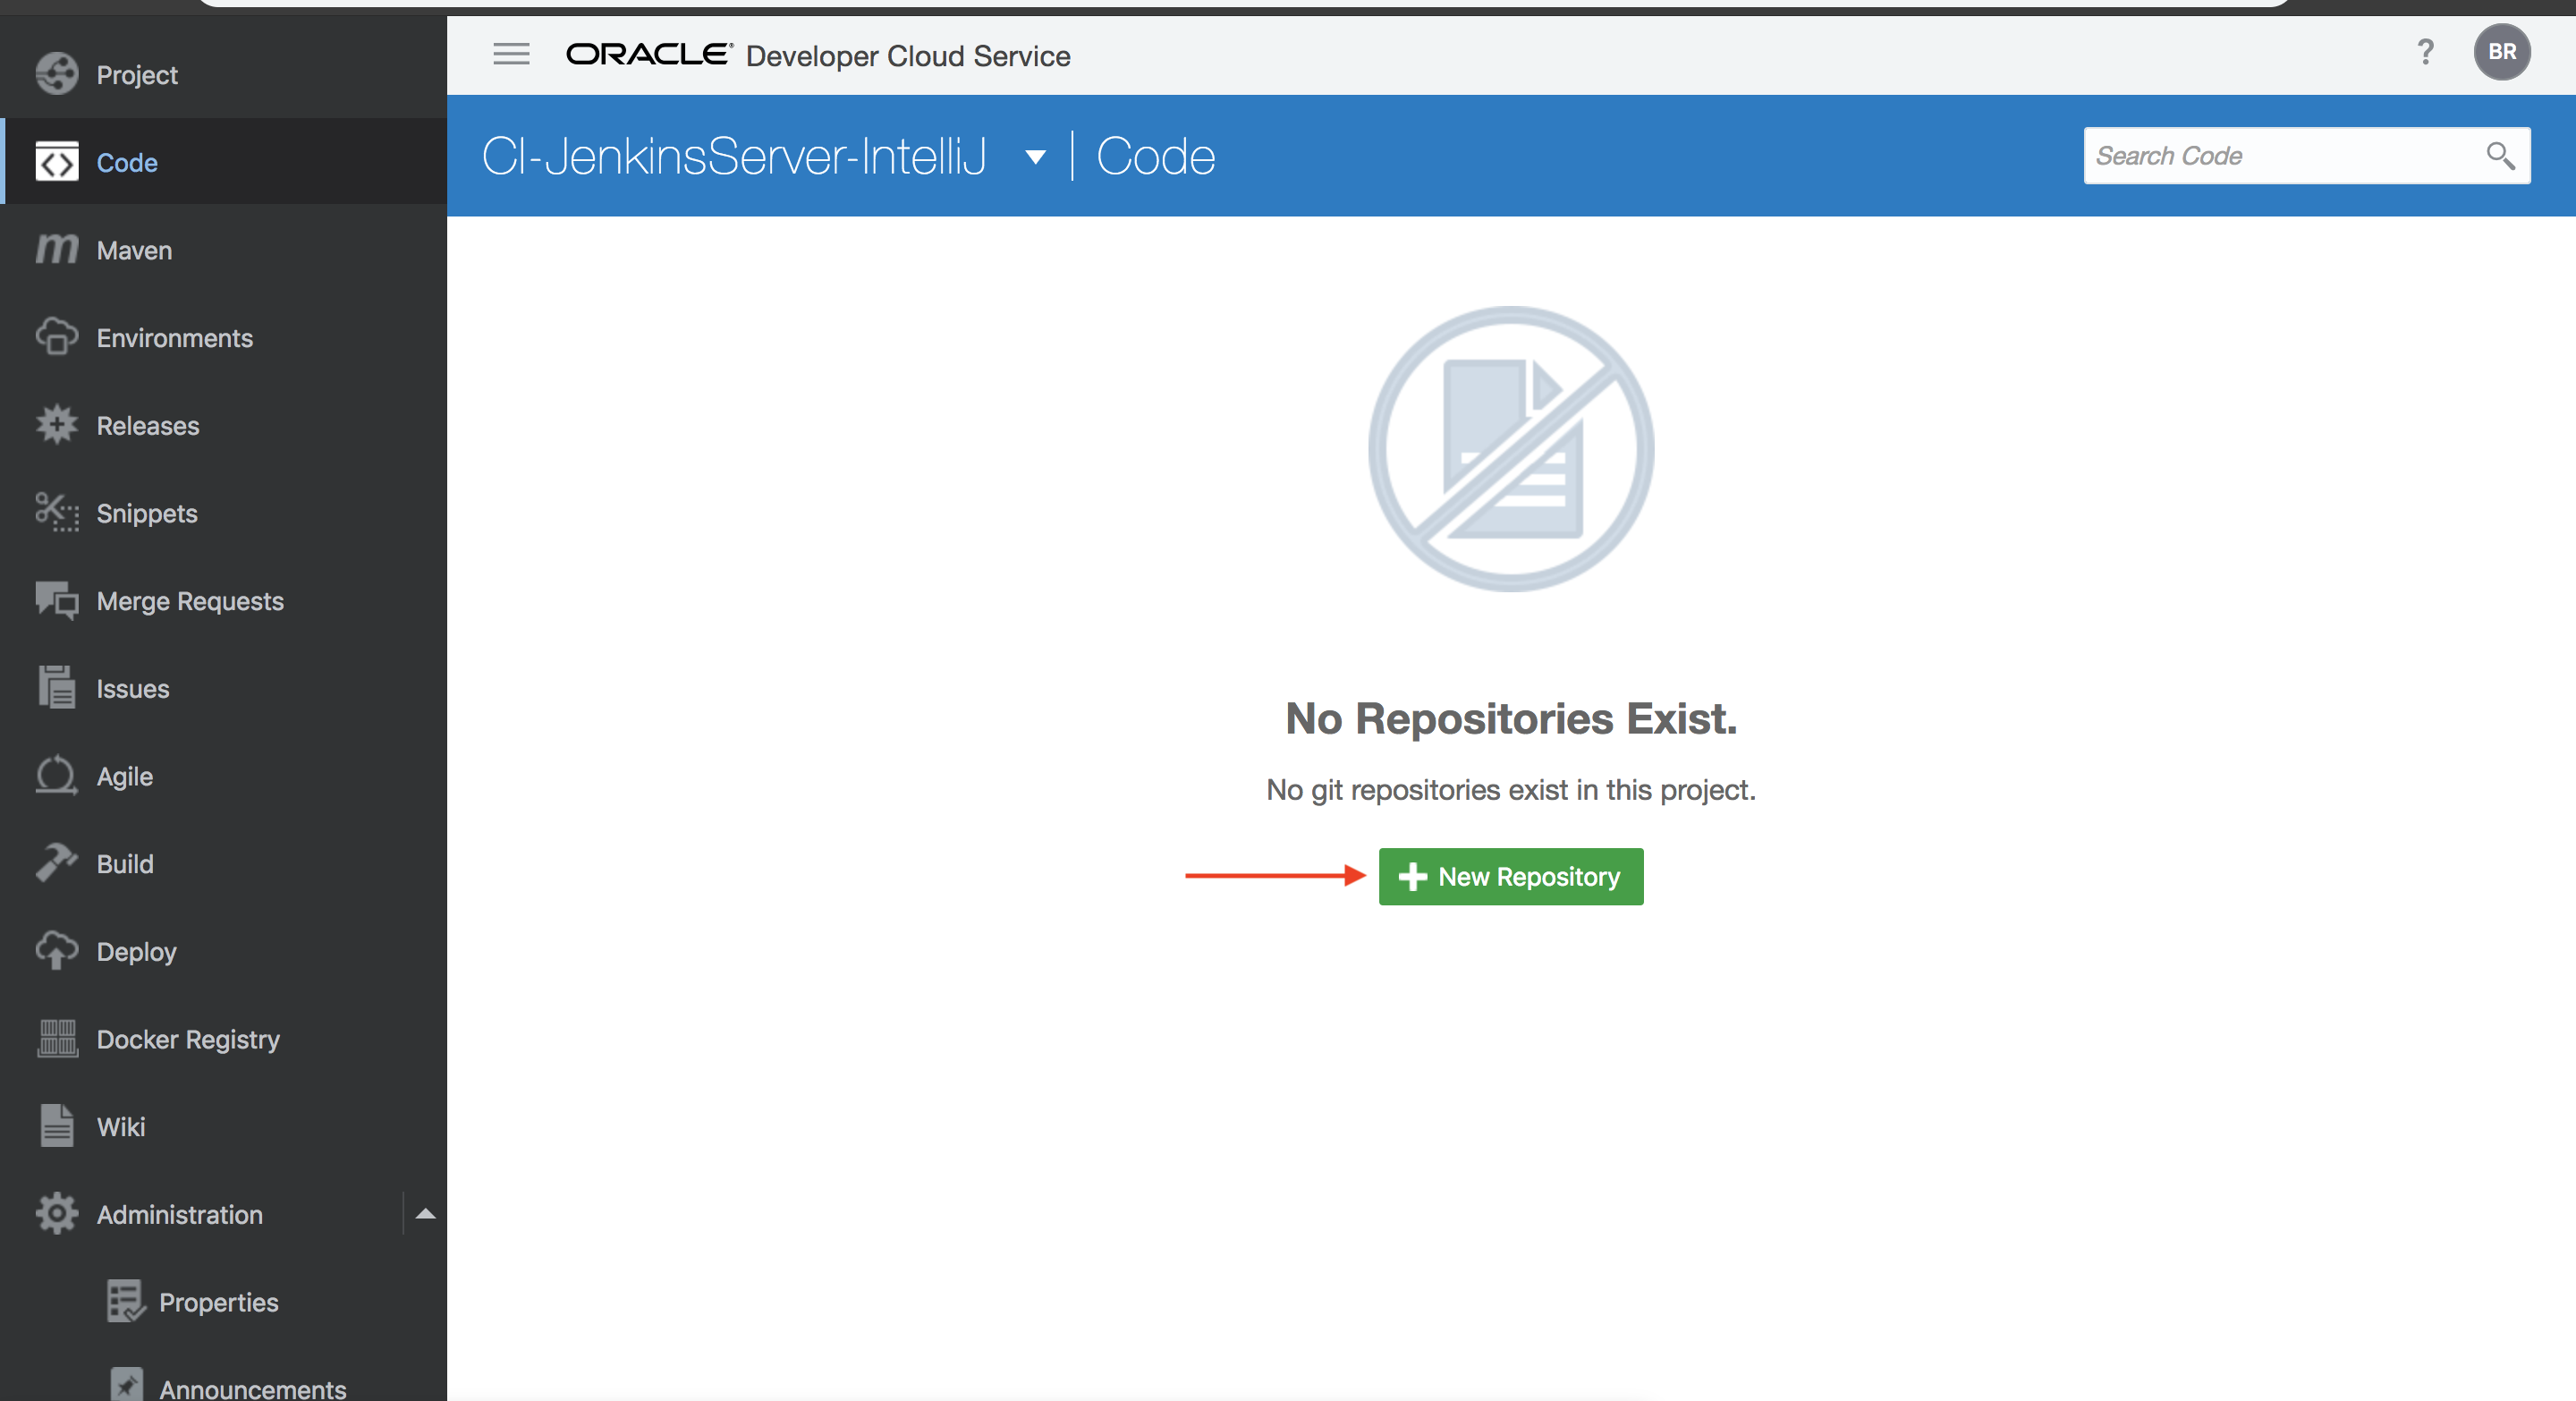 Project
Code
Maven
Environments
Releases
Snippets
Merge Requests
Issues
Agile
Build
Deploy
Docker Registry
Wiki
Administration
Properties
Announcements
ORACLE® Developer Cloud Service
? BR
CI-JenkinsServer-IntelliJ | Code
Search Code
No Repositories Exist.
No git repositories exist in this project.
New Repository